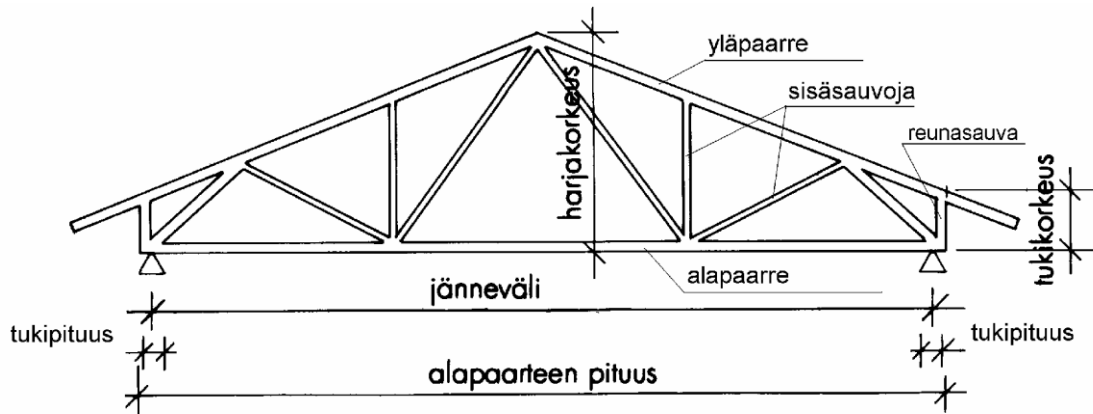 yläpaarre
sisäsauvoja
reunasauva
harjakorkeus
tukikorkeus
alapaarre
jänneväli
tukipituus
tukipituus
alapaarteen pituus